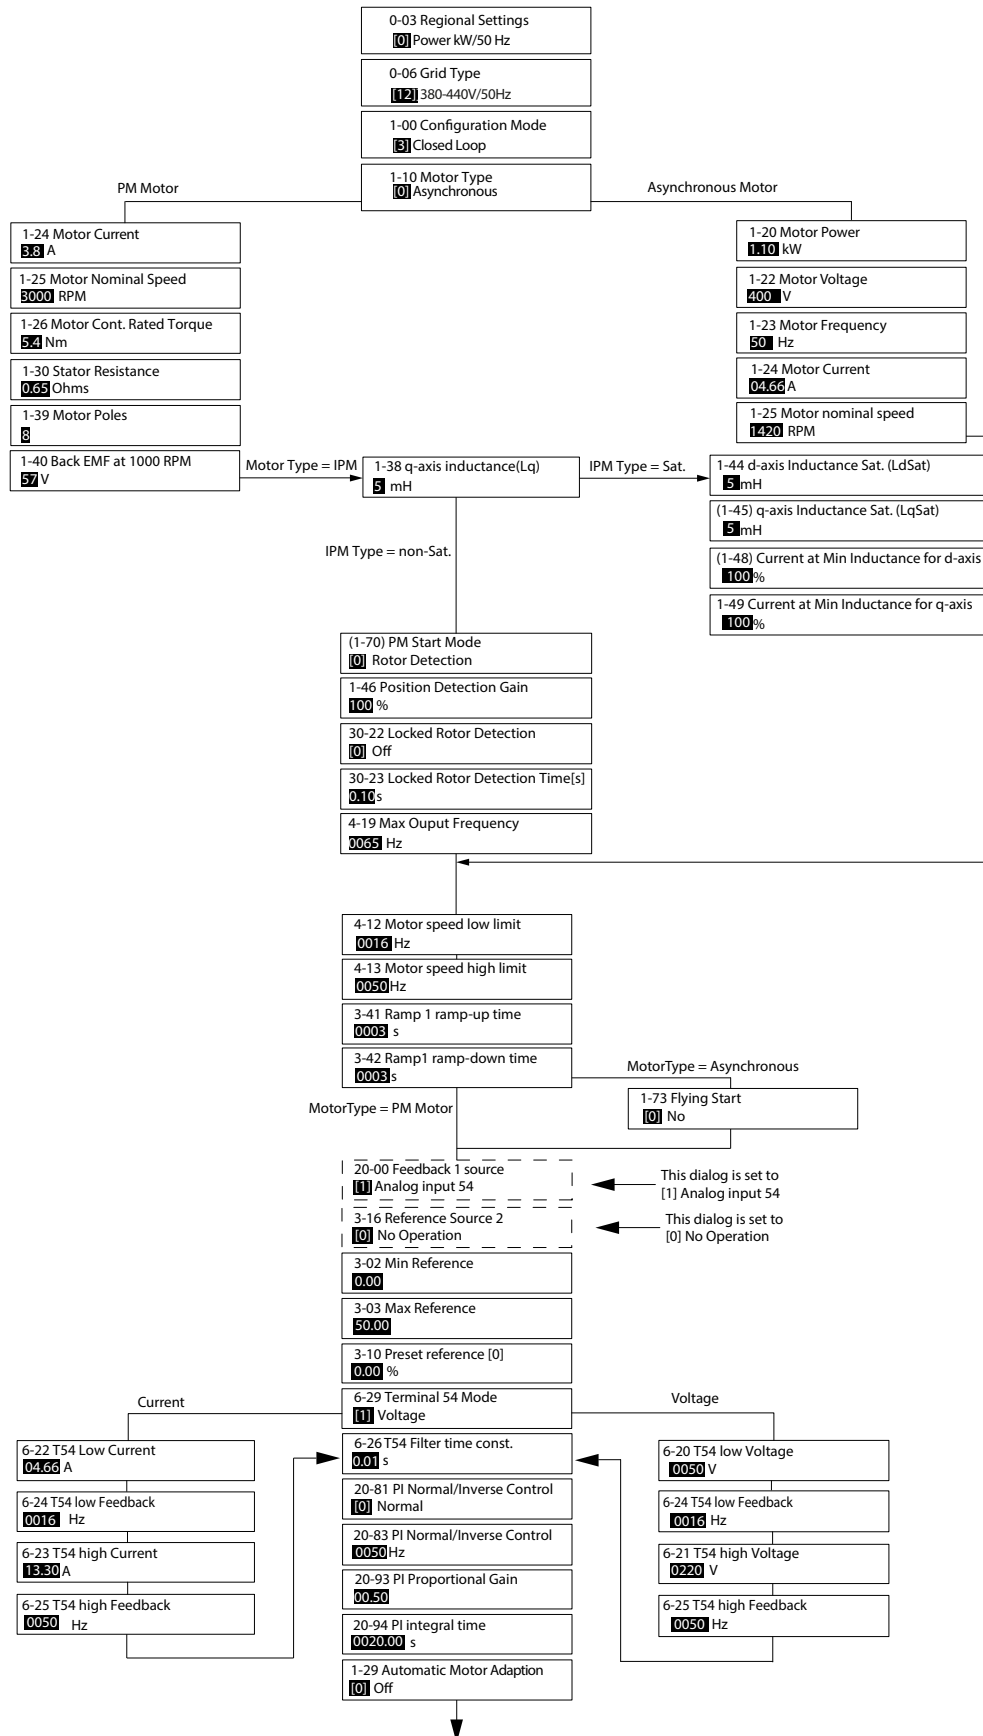 0-03 Regional Settings
[0] Power kW/50 Hz
0-06 Grid Type
[12] 380-440V/50Hz
1-00 Configuration Mode
[3] Closed Loop
1-10 Motor Type
[0] Asynchronous
PM Motor
Asynchronous Motor
1-24 Motor Current
3.8 A
1-25 Motor Nominal Speed
3000 RPM
1-26 Motor Cont. Rated Torque
5.4 Nm
1-30 Stator Resistance
0.65 Ohms
1-39 Motor Poles
8
1-40 Back EMF at 1000 RPM
57 V
1-20 Motor Power
1.10 kW
1-22 Motor Voltage
400 V
1-23 Motor Frequency
50 Hz
1-24 Motor Current
04.66 A
1-25 Motor nominal speed
1420 RPM
Motor Type = IPM
1-38 q-axis inductance(Lq)
5 mH
IPM Type = Sat.
1-44 d-axis Inductance Sat. (LdSat)
5 mH
(1-45) q-axis Inductance Sat. (LqSat)
5 mH
(1-48) Current at Min Inductance for d-axis
100 %
1-49 Current at Min Inductance for q-axis
100 %
IPM Type = non-Sat.
(1-70) PM Start Mode
[0] Rotor Detection
1-46 Position Detection Gain
100 %
30-22 Locked Rotor Detection
[0] Off
30-23 Locked Rotor Detection Time[s]
0.10 s
4-19 Max Ouput Frequency
0065 Hz
4-12 Motor speed low limit
0016 Hz
4-13 Motor speed high limit
0050 Hz
3-41 Ramp 1 ramp-up time
0003 s
3-42 Ramp1 ramp-down time
0003 s
MotorType = Asynchronous
1-73 Flying Start
[0] No
MotorType = PM Motor
20-00 Feedback 1 source
[1] Analog input 54
This dialog is set to
[1] Analog input 54
3-16 Reference Source 2
[0] No Operation
This dialog is set to
[0] No Operation
3-02 Min Reference
0.00
3-03 Max Reference
50.00
3-10 Preset reference [0]
0.00 %
6-29 Terminal 54 Mode
[1] Voltage
Current
Voltage
6-22 T54 Low Current
04.66 A
6-24 T54 low Feedback
0016 Hz
6-23 T54 high Current
13.30 A
6-25 T54 high Feedback
0050 Hz
6-26 T54 Filter time const.
0.01 s
20-81 PI Normal/Inverse Control
[0] Normal
20-83 PI Normal/Inverse Control
0050 Hz
20-93 PI Proportional Gain
00.50
20-94 PI integral time
0020.00 s
1-29 Automatic Motor Adaption
[0] Off
6-20 T54 low Voltage
0050 V
6-24 T54 low Feedback
0016 Hz
6-21 T54 high Voltage
0220 V
6-25 T54 high Feedback
0050 Hz